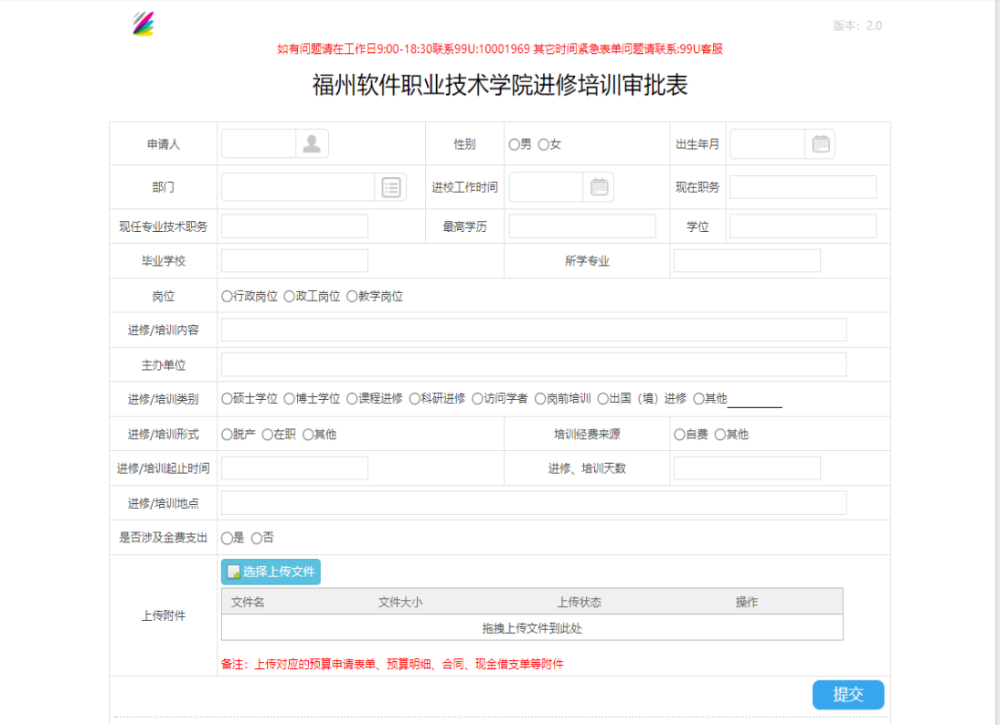 版本：2.0
如有问题请在工作日9:00-18:30联系99U:10001969 其它时间紧急表单问题请联系:99U客服
福州软件职业技术学院进修培训审批表
申请人 性别 男 女 出生年月
部门 进校工作时间 现在职务
现任专业技术职务 最高学历 学位
毕业学校 所学专业
岗位 行政岗位 政工岗位 教学岗位
进修/培训内容
主办单位
进修/培训类别 硕士学位 博士学位 课程进修 科研进修 访问学者 岗前培训 出国（境）进修 其他
进修/培训形式 脱产 在职 其他 培训经费来源 自费 其他
进修/培训起止时间 进修、培训天数
进修/培训地点
是否涉及金费支出 是 否
上传附件 选择上传文件
文件名 文件大小 上传状态 操作
拖拽上传文件到此处
备注：上传对应的预算申请表单、预算明细、合同、现金借支单等附件
提交